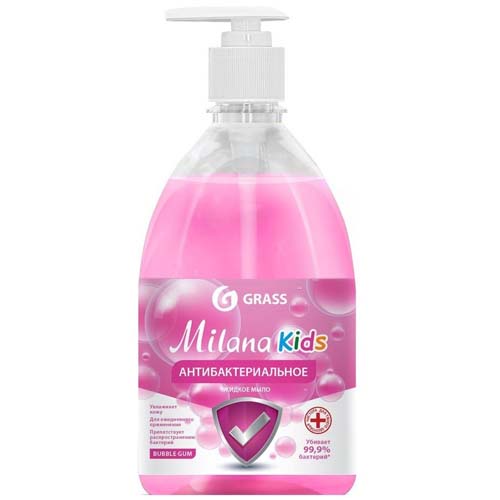 GRASS
Milana Kids
АНТИБАКТЕРИАЛЬНОЕ
ЖИДКОЕ МЫЛО
Увлажняет
кожу
Для ежедневного
применения
Препятствует
распространению
бактерий
BUBBLE GUM
Убивает
99,9%
бактерий*